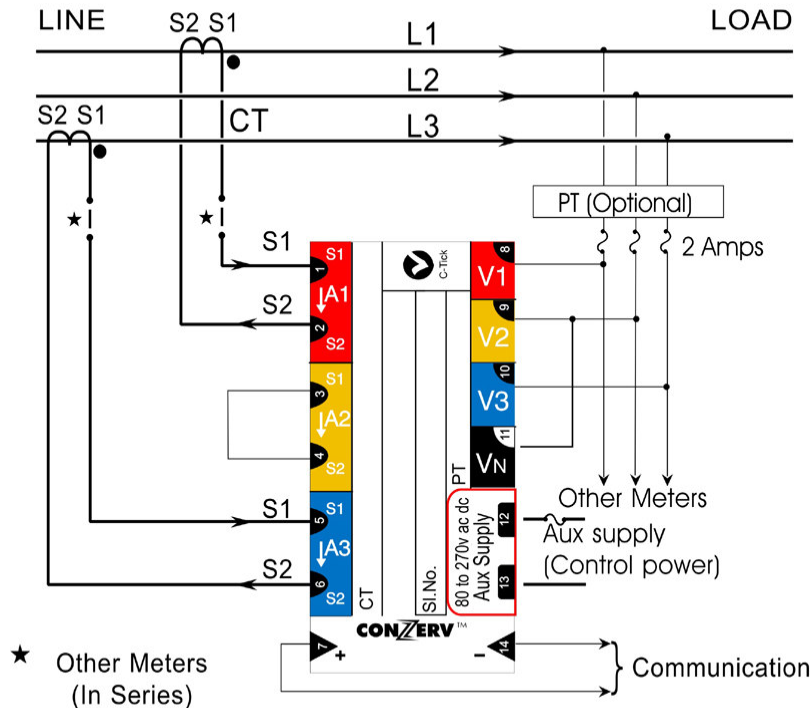 LINE
S2 S1
L1
LOAD
L2
S2 S1
CT
L3
PT (Optional)
2 Amps
S1
S2
S1
1
A1
2
S2
C-Tick
8
V1
9
V2
10
V3
11
VN
S1
3
A2
4
S2
PT
Other Meters
S1
S2
S1
5
A3
6
S2
CT
SI.No.
80 to 270v ac dc
Aux Supply
12
13
Aux supply
(Control power)
CONZERV™
7
+
−
14
Communication
★ Other Meters
(In Series)
★
★